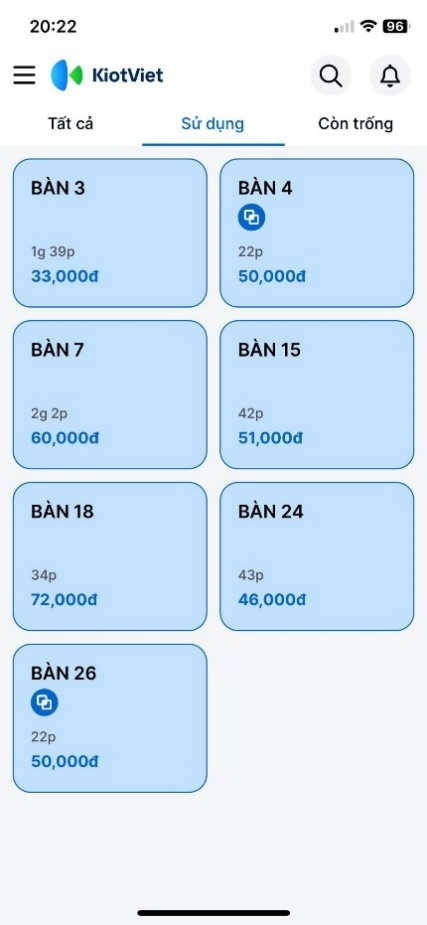 20:22
96
KiotViet
Tất cả
Sử dụng
Còn trống
BÀN 3
1g 39p
33,000đ
BÀN 4
22p
50,000đ
BÀN 7
2g 2p
60,000đ
BÀN 15
42p
51,000đ
BÀN 18
34p
72,000đ
BÀN 24
43p
46,000đ
BÀN 26
22p
50,000đ